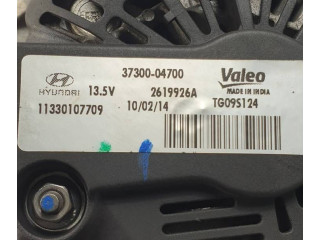 37300-04700 Valeo
HYUNDAI 13.5V 2619926A MADE IN INDIA
11330107709 10/02/14 TG09S124